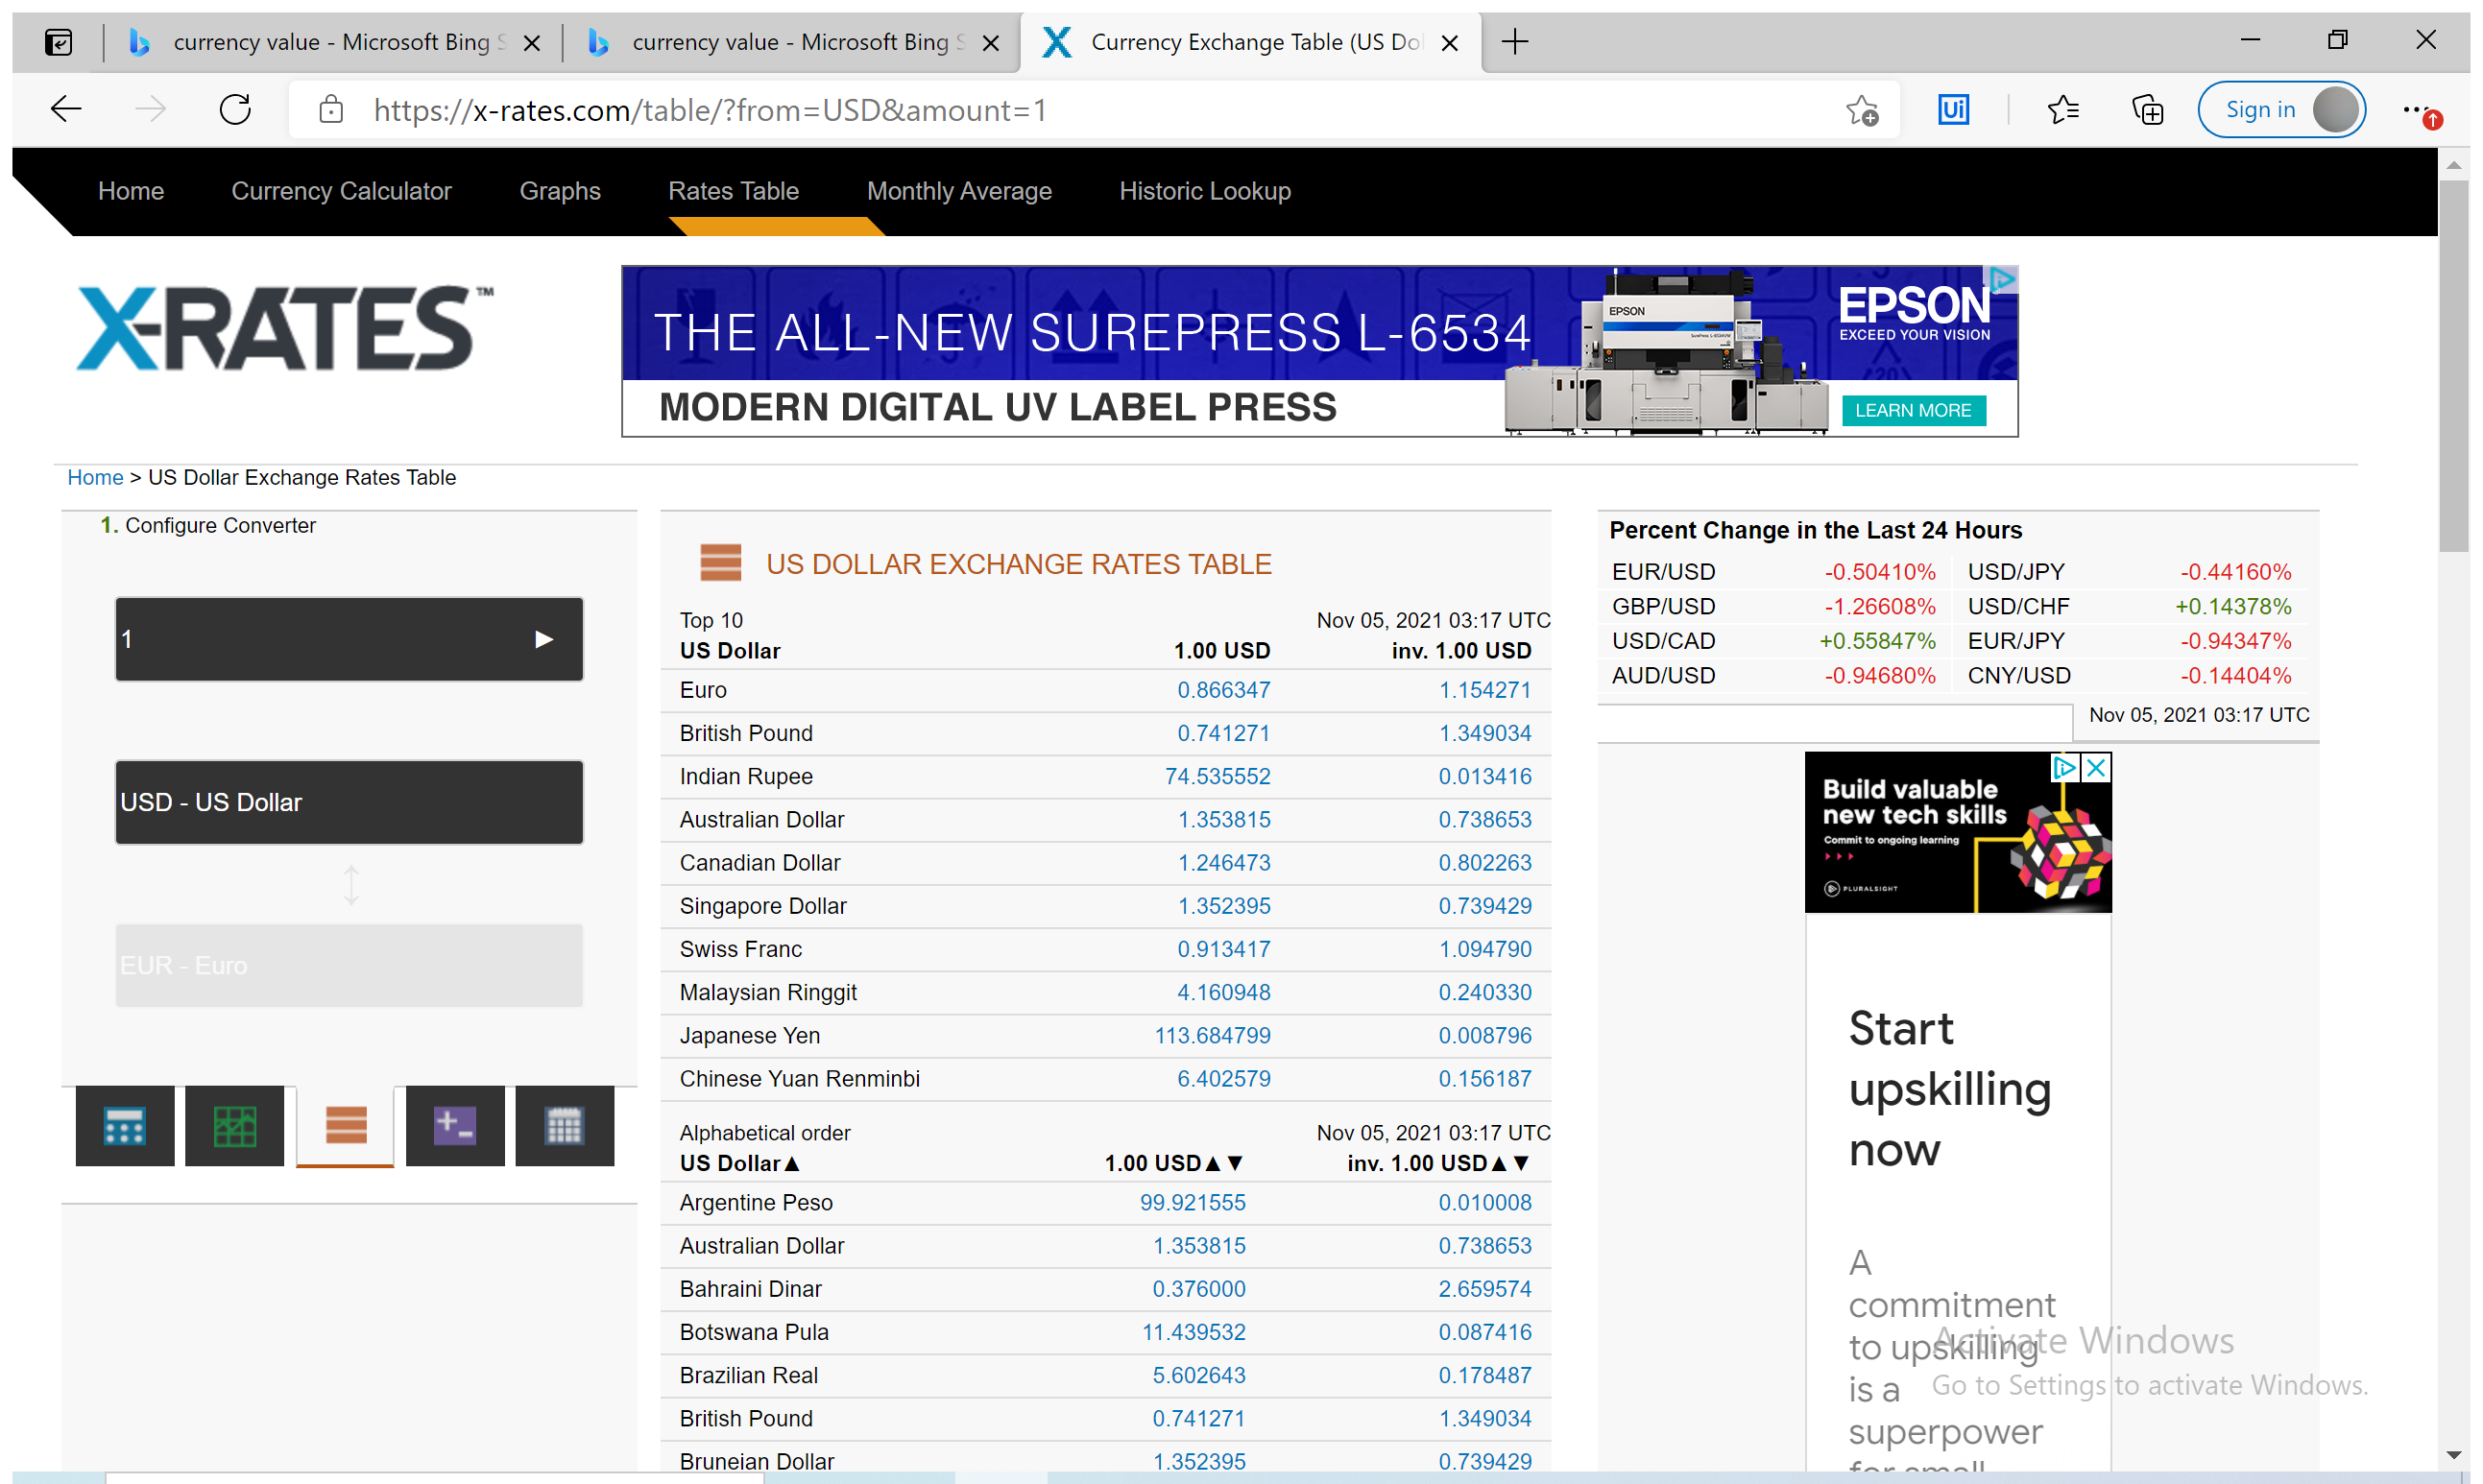 currency value - Microsoft Bing S
currency value - Microsoft Bing S
Currency Exchange Table (US Dol
https://x-rates.com/table/?from=USD&amount=1
Ui
Sign in
Home Currency Calculator Graphs Rates Table Monthly Average Historic Lookup
X-RATES™
THE ALL-NEW SUREPRESS L-6534
MODERN DIGITAL UV LABEL PRESS
EPSON
EPSON
EXCEED YOUR VISION
LEARN MORE
Home > US Dollar Exchange Rates Table
1. Configure Converter
1 ▶
USD - US Dollar
↕
EUR - Euro
US DOLLAR EXCHANGE RATES TABLE
Top 10 Nov 05, 2021 03:17 UTC
US Dollar 1.00 USD inv. 1.00 USD
Euro 0.866347 1.154271
British Pound 0.741271 1.349034
Indian Rupee 74.535552 0.013416
Australian Dollar 1.353815 0.738653
Canadian Dollar 1.246473 0.802263
Singapore Dollar 1.352395 0.739429
Swiss Franc 0.913417 1.094790
Malaysian Ringgit 4.160948 0.240330
Japanese Yen 113.684799 0.008796
Chinese Yuan Renminbi 6.402579 0.156187
Alphabetical order Nov 05, 2021 03:17 UTC
US Dollar▲ 1.00 USD▲▼ inv. 1.00 USD▲▼
Argentine Peso 99.921555 0.010008
Australian Dollar 1.353815 0.738653
Bahraini Dinar 0.376000 2.659574
Botswana Pula 11.439532 0.087416
Brazilian Real 5.602643 0.178487
British Pound 0.741271 1.349034
Bruneian Dollar 1.352395 0.739429
Percent Change in the Last 24 Hours
EUR/USD -0.50410% USD/JPY -0.44160%
GBP/USD -1.26608% USD/CHF +0.14378%
USD/CAD +0.55847% EUR/JPY -0.94347%
AUD/USD -0.94680% CNY/USD -0.14404%
Nov 05, 2021 03:17 UTC
Build valuable
new tech skills
Commit to ongoing learning
PLURALSIGHT
Start
upskilling
now
A
commitment
to upskilling
is a
superpower
for small
Activate Windows
Go to Settings to activate Windows.